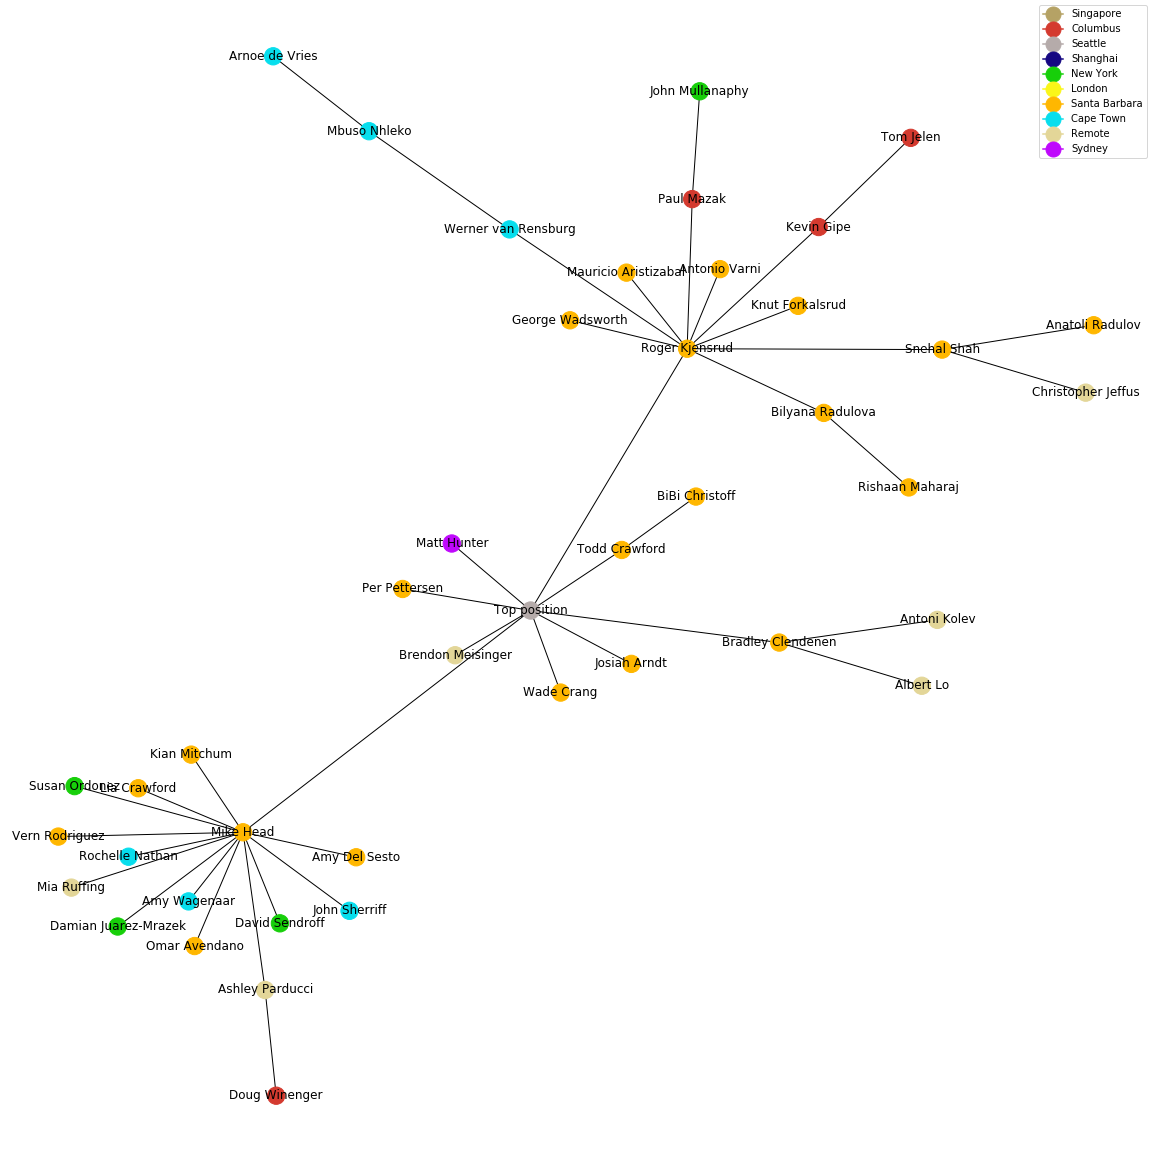 Singapore
Columbus
Seattle
Shanghai
New York
London
Santa Barbara
Cape Town
Remote
Sydney
Arnoe de Vries
John Mullanaphy
Mbuso Nhleko
Tom Jelen
Paul Mazak
Kevin Gipe
Werner van Rensburg
Mauricio Aristizabal
Antonio Varni
Knut Forkalsrud
George Wadsworth
Anatoli Radulov
Roger Kjensrud
Snehal Shah
Christopher Jeffus
Bilyana Radulova
Rishaan Maharaj
BiBi Christoff
Matt Hunter
Todd Crawford
Per Pettersen
Top position
Antoni Kolev
Bradley Clendenen
Brendon Meisinger
Josiah Arndt
Albert Lo
Wade Crang
Kian Mitchum
Susan Ordonez
Lia Crawford
Mike Head
Vern Rodriguez
Rochelle Nathan
Amy Del Sesto
Mia Ruffing
Amy Wagenaar
John Sherriff
Damian Juarez-Mrazek
David Sendroff
Omar Avendano
Ashley Parducci
Doug Winenger